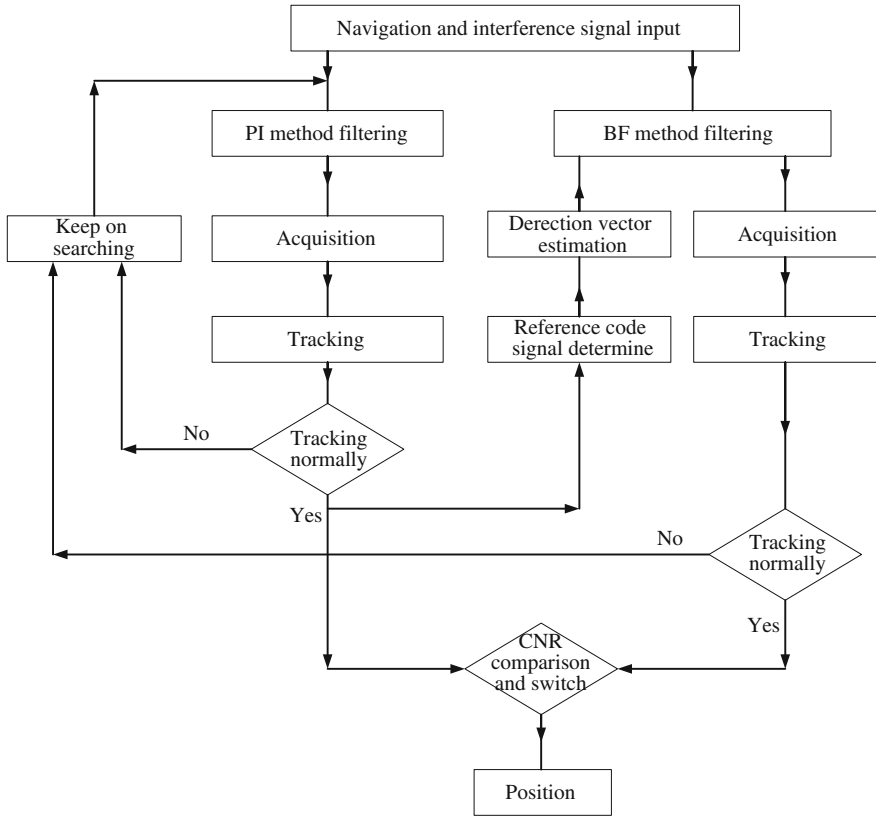 Navigation and interference signal input
PI method filtering
BF method filtering
Keep on
searching
Acquisition
Derection vector
estimation
Acquisition
Tracking
Reference code
signal determine
Tracking
No
Tracking
normally
Yes
No
Tracking
normally
Yes
CNR
comparison
and switch
Position